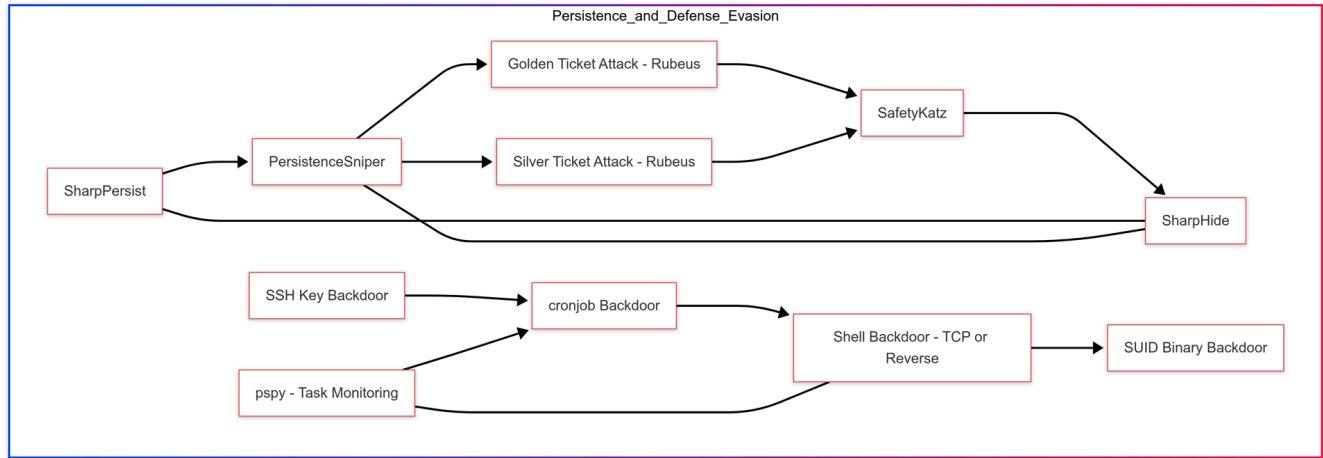 Persistence_and_Defense_Evasion
Golden Ticket Attack - Rubeus
SafetyKatz
PersistenceSniper
Silver Ticket Attack - Rubeus
SharpPersist
SharpHide
SSH Key Backdoor
cronjob Backdoor
Shell Backdoor - TCP or
Reverse
SUID Binary Backdoor
pspy - Task Monitoring